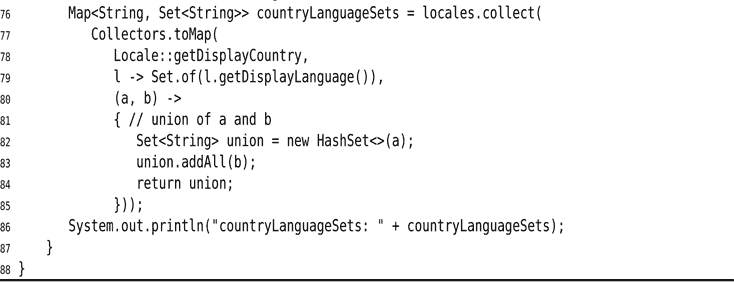 76 Map<String, Set<String>> countryLanguageSets = locales.collect(
77 Collectors.toMap(
78 Locale::getDisplayCountry,
79 l -> Set.of(l.getDisplayLanguage()),
80 (a, b) ->
81 { // union of a and b
82 Set<String> union = new HashSet<>(a);
83 union.addAll(b);
84 return union;
85 }));
86 System.out.println("countryLanguageSets: " + countryLanguageSets);
87 }
88 }